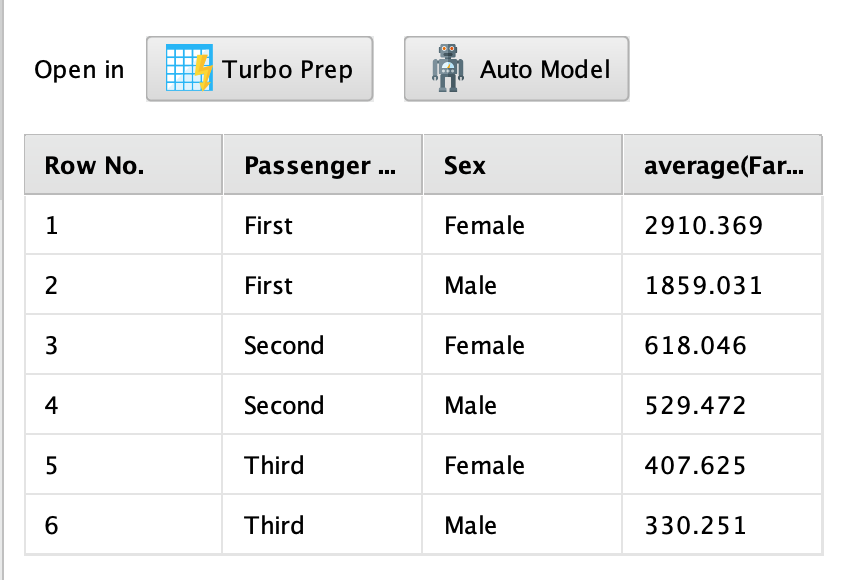 Open in Turbo Prep Auto Model
Row No. Passenger ... Sex average(Far...
1 First Female 2910.369
2 First Male 1859.031
3 Second Female 618.046
4 Second Male 529.472
5 Third Female 407.625
6 Third Male 330.251